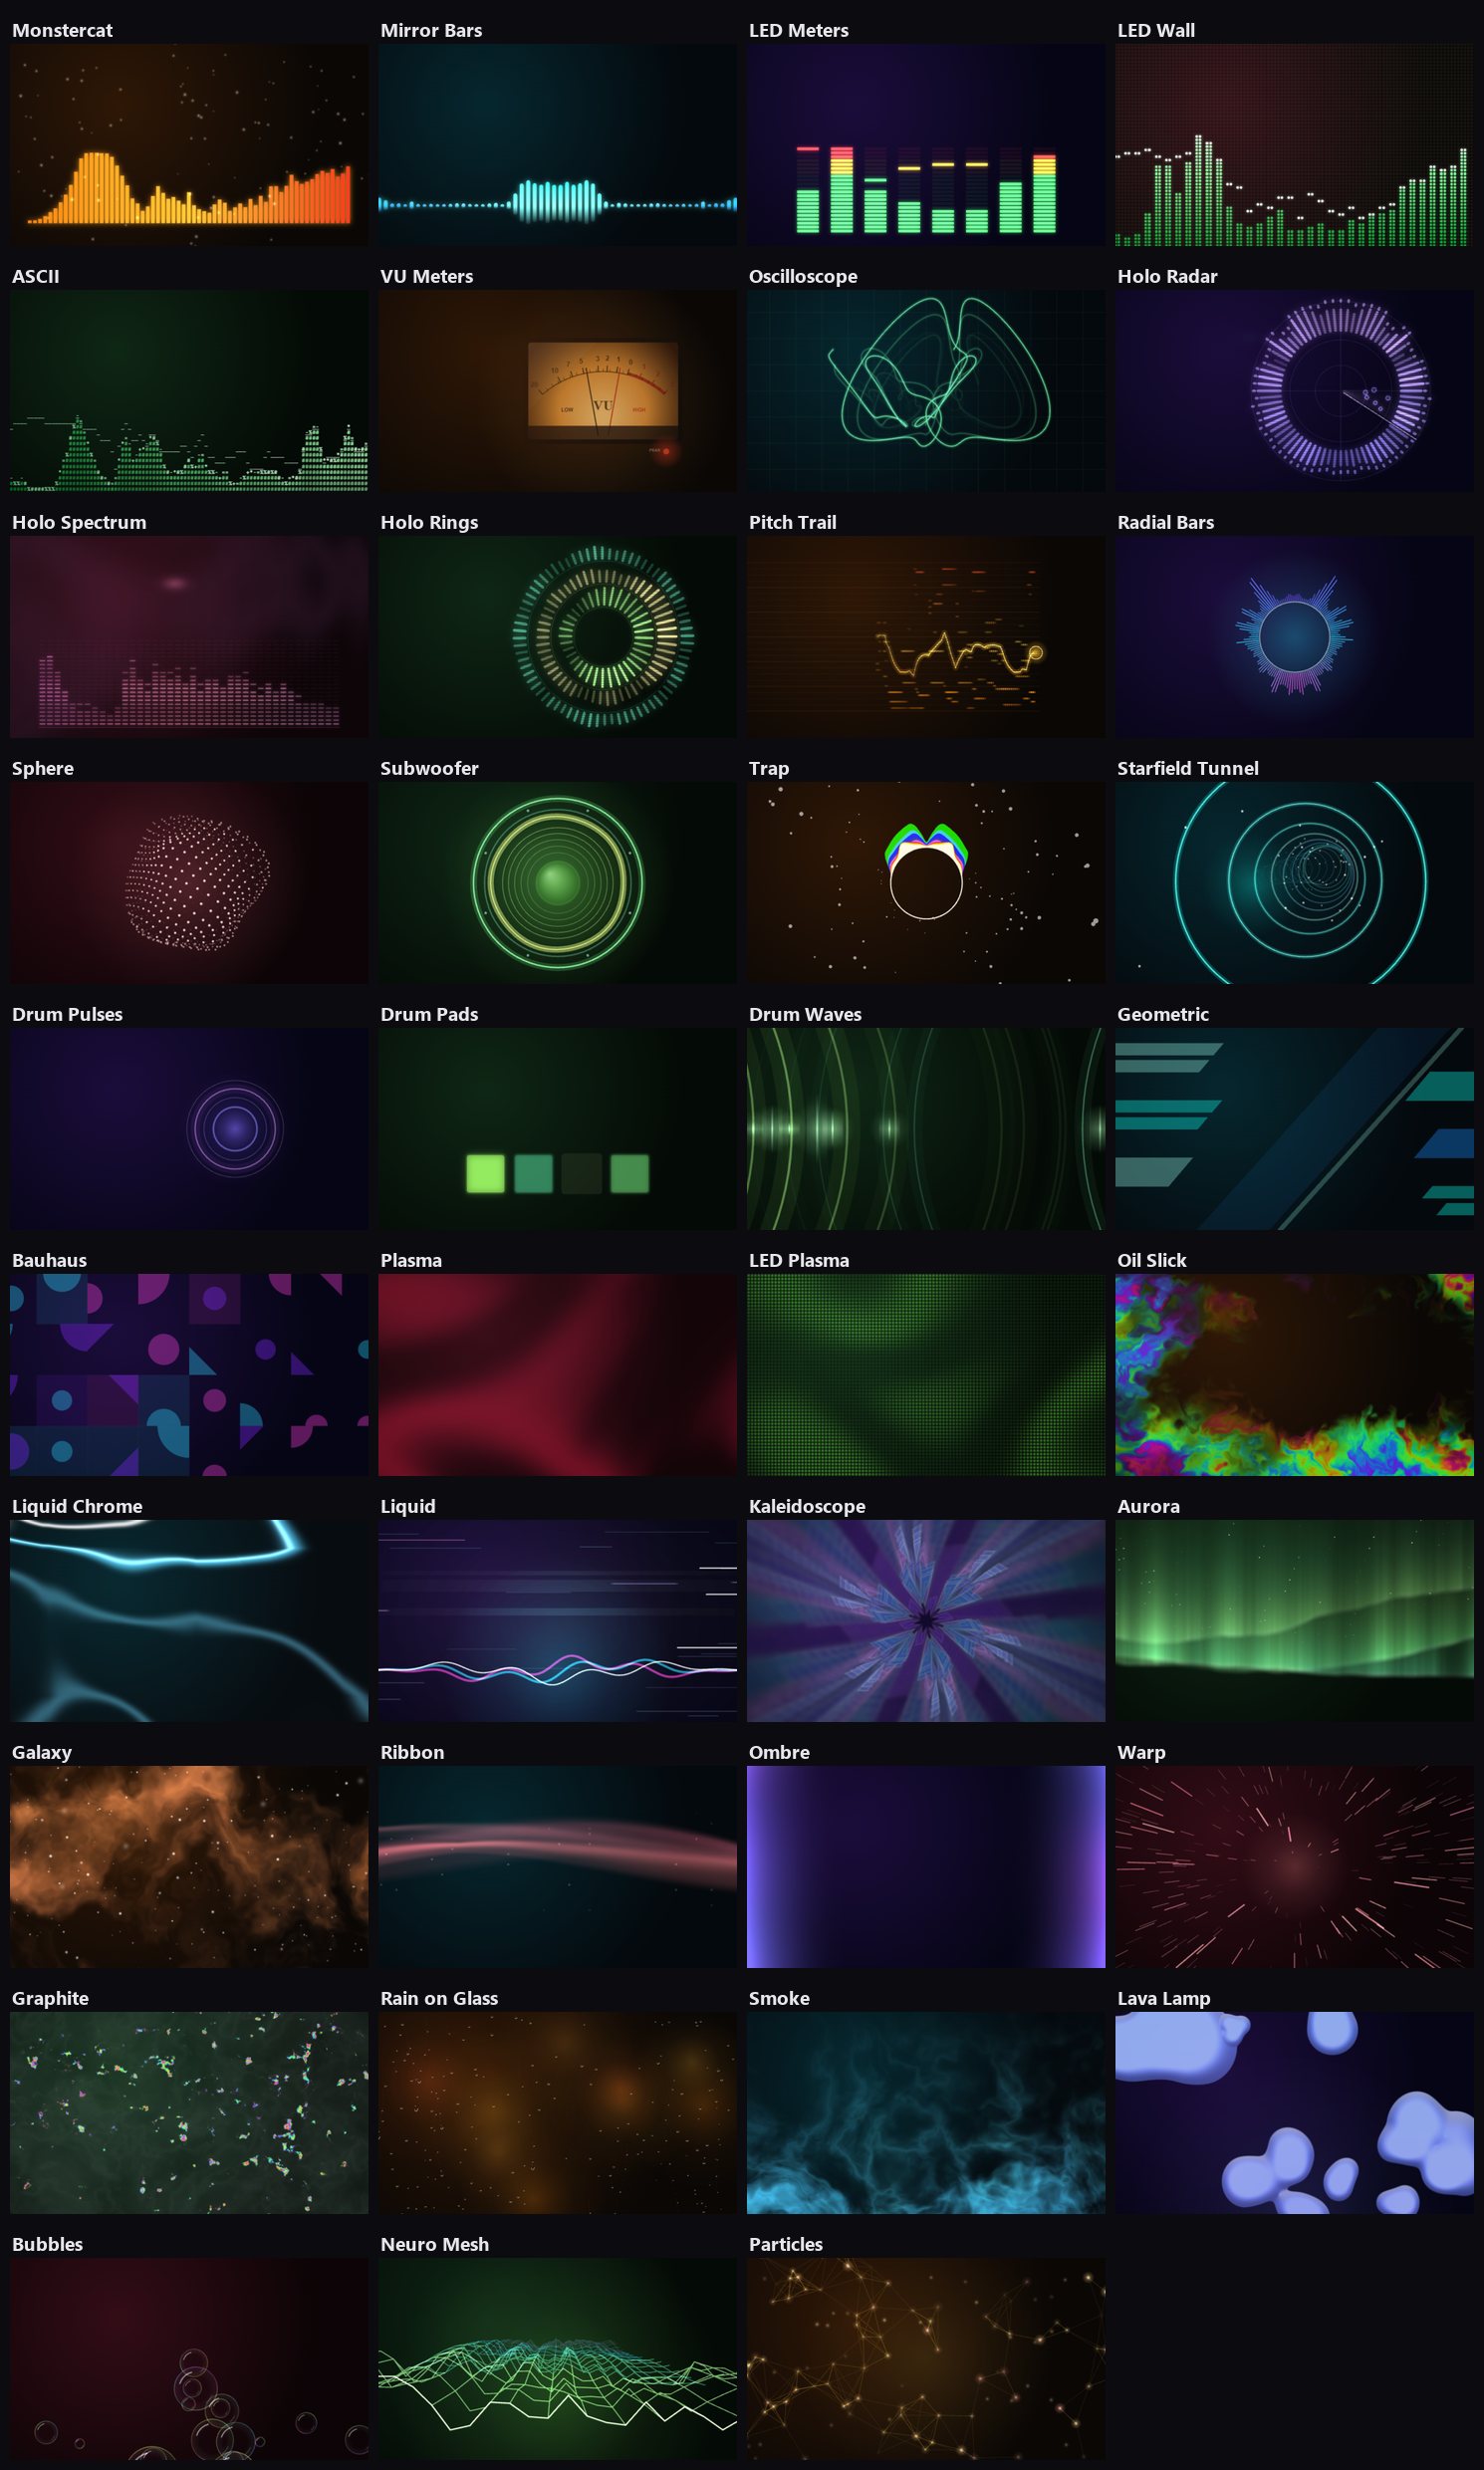 Monstercat
Mirror Bars
LED Meters
LED Wall
ASCII
VU Meters
Oscilloscope
Holo Radar
LOW
VU
HIGH
Holo Spectrum
Holo Rings
Pitch Trail
Radial Bars
Sphere
Subwoofer
Trap
Starfield Tunnel
Drum Pulses
Drum Pads
Drum Waves
Geometric
Bauhaus
Plasma
LED Plasma
Oil Slick
Liquid Chrome
Liquid
Kaleidoscope
Aurora
Galaxy
Ribbon
Ombre
Warp
Graphite
Rain on Glass
Smoke
Lava Lamp
Bubbles
Neuro Mesh
Particles